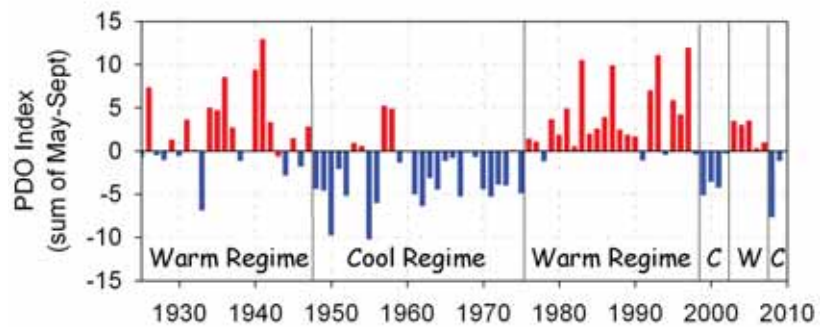 PDO Index
(sum of May-Sept)
15
10
5
0
-5
-10
-15
Warm Regime
Cool Regime
Warm Regime
C
W
C
1930 1940 1950 1960 1970 1980 1990 2000 2010